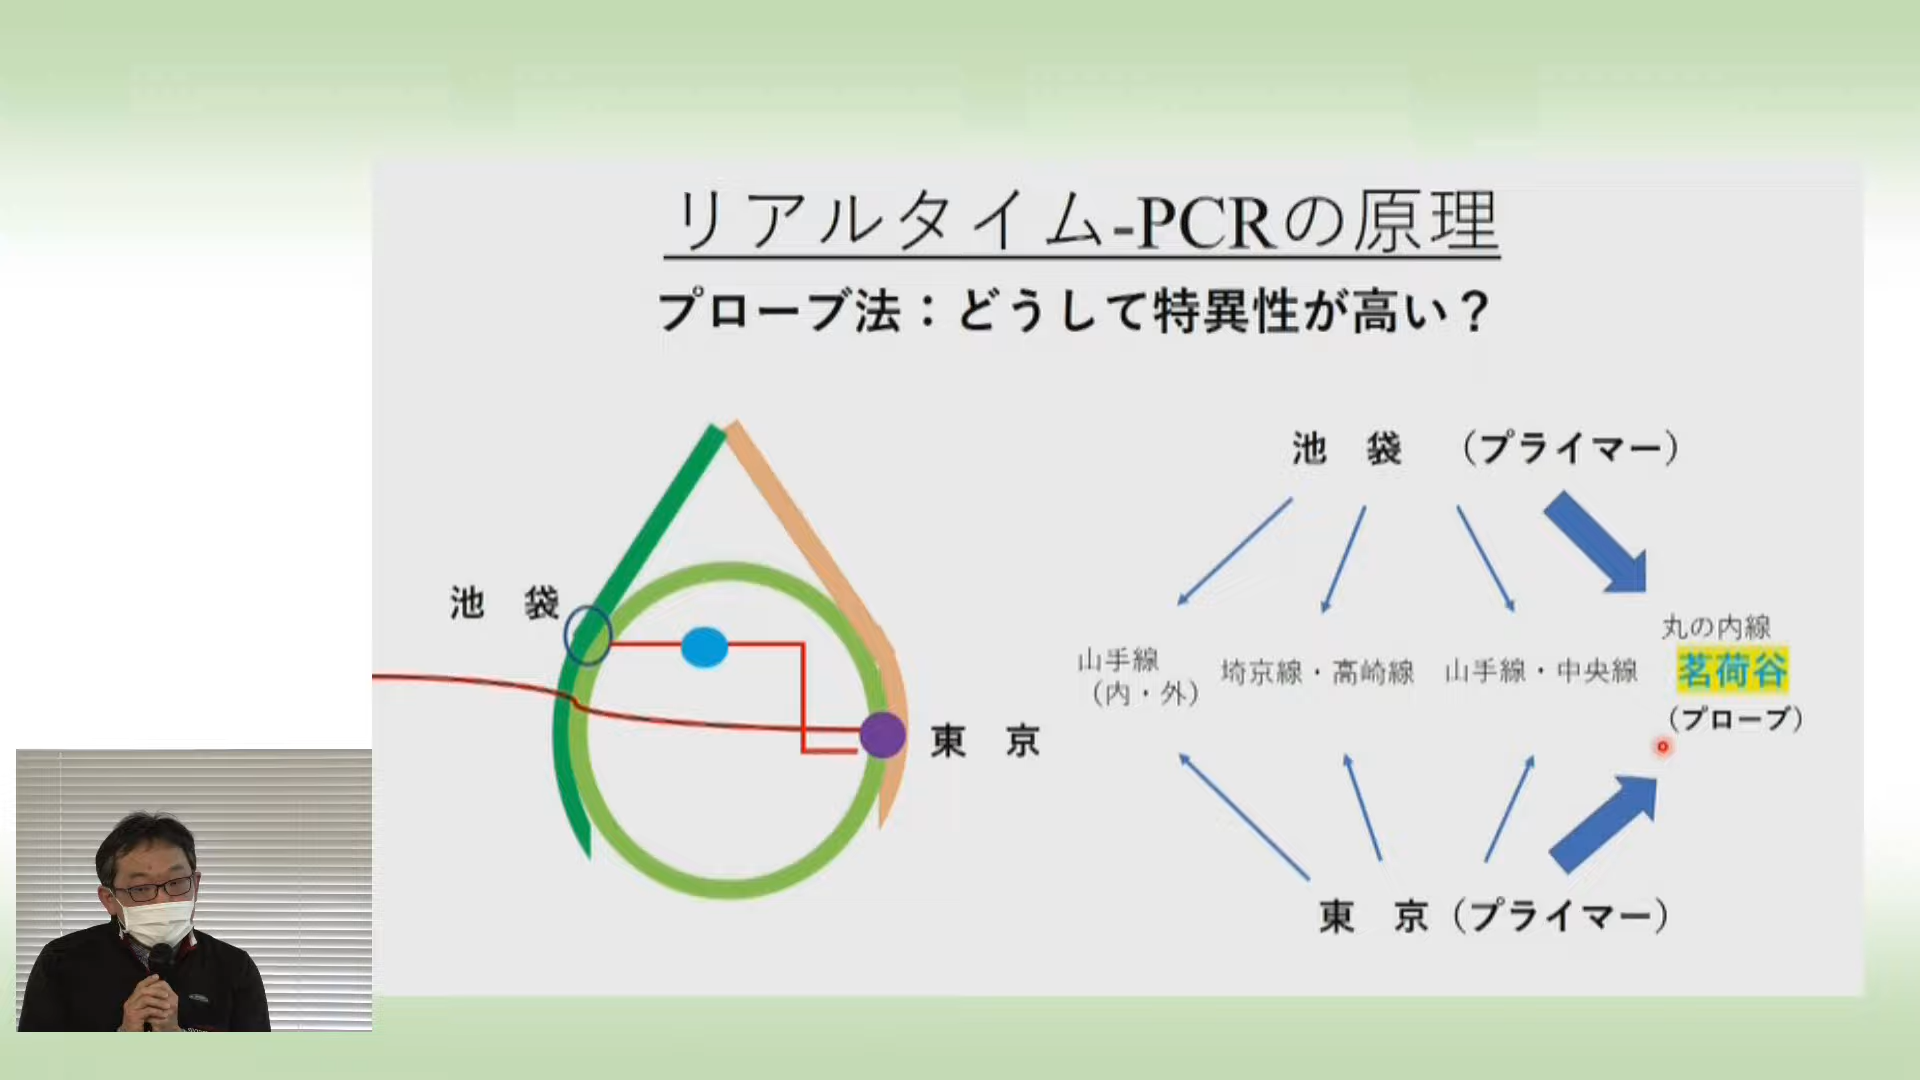 リアルタイム-PCRの原理
プローブ法：どうして特異性が高い？
池　袋
東　京
池　袋　（プライマー）
山手線
（内・外）
埼京線・高崎線
山手線・中央線
丸の内線
茗荷谷
（プローブ）
東　京（プライマー）